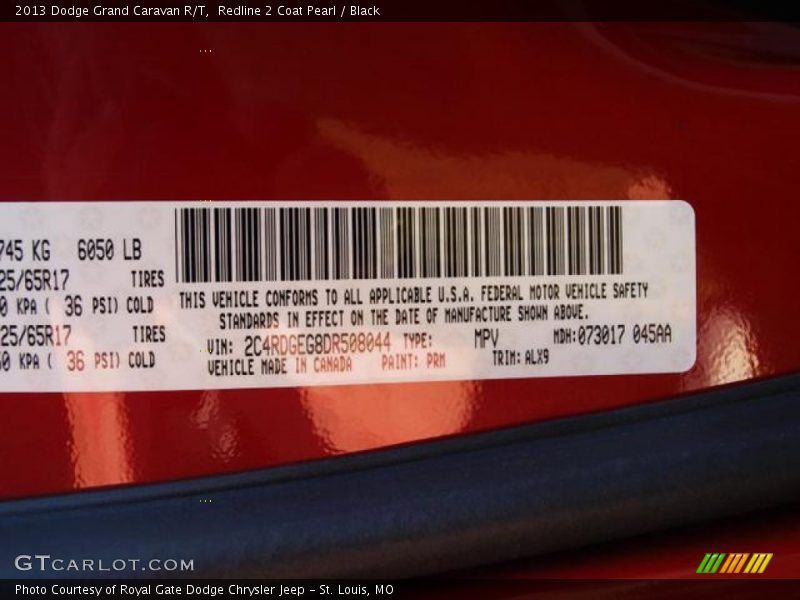 2013 Dodge Grand Caravan R/T, Redline 2 Coat Pearl / Black
745 KG 6050 LB
25/65R17 TIRES
0 KPA ( 36 PSI) COLD
25/65R17 TIRES
50 KPA ( 36 PSI) COLD
THIS VEHICLE CONFORMS TO ALL APPLICABLE U.S.A. FEDERAL MOTOR VEHICLE SAFETY
STANDARDS IN EFFECT ON THE DATE OF MANUFACTURE SHOWN ABOVE.
VIN: 2C4RDGEG8DR508044 TYPE: MPV MDH:073017 045AA
VEHICLE MADE IN CANADA PAINT: PRM TRIM: ALX9
GTCARLOT.COM
Photo Courtesy of Royal Gate Dodge Chrysler Jeep - St. Louis, MO